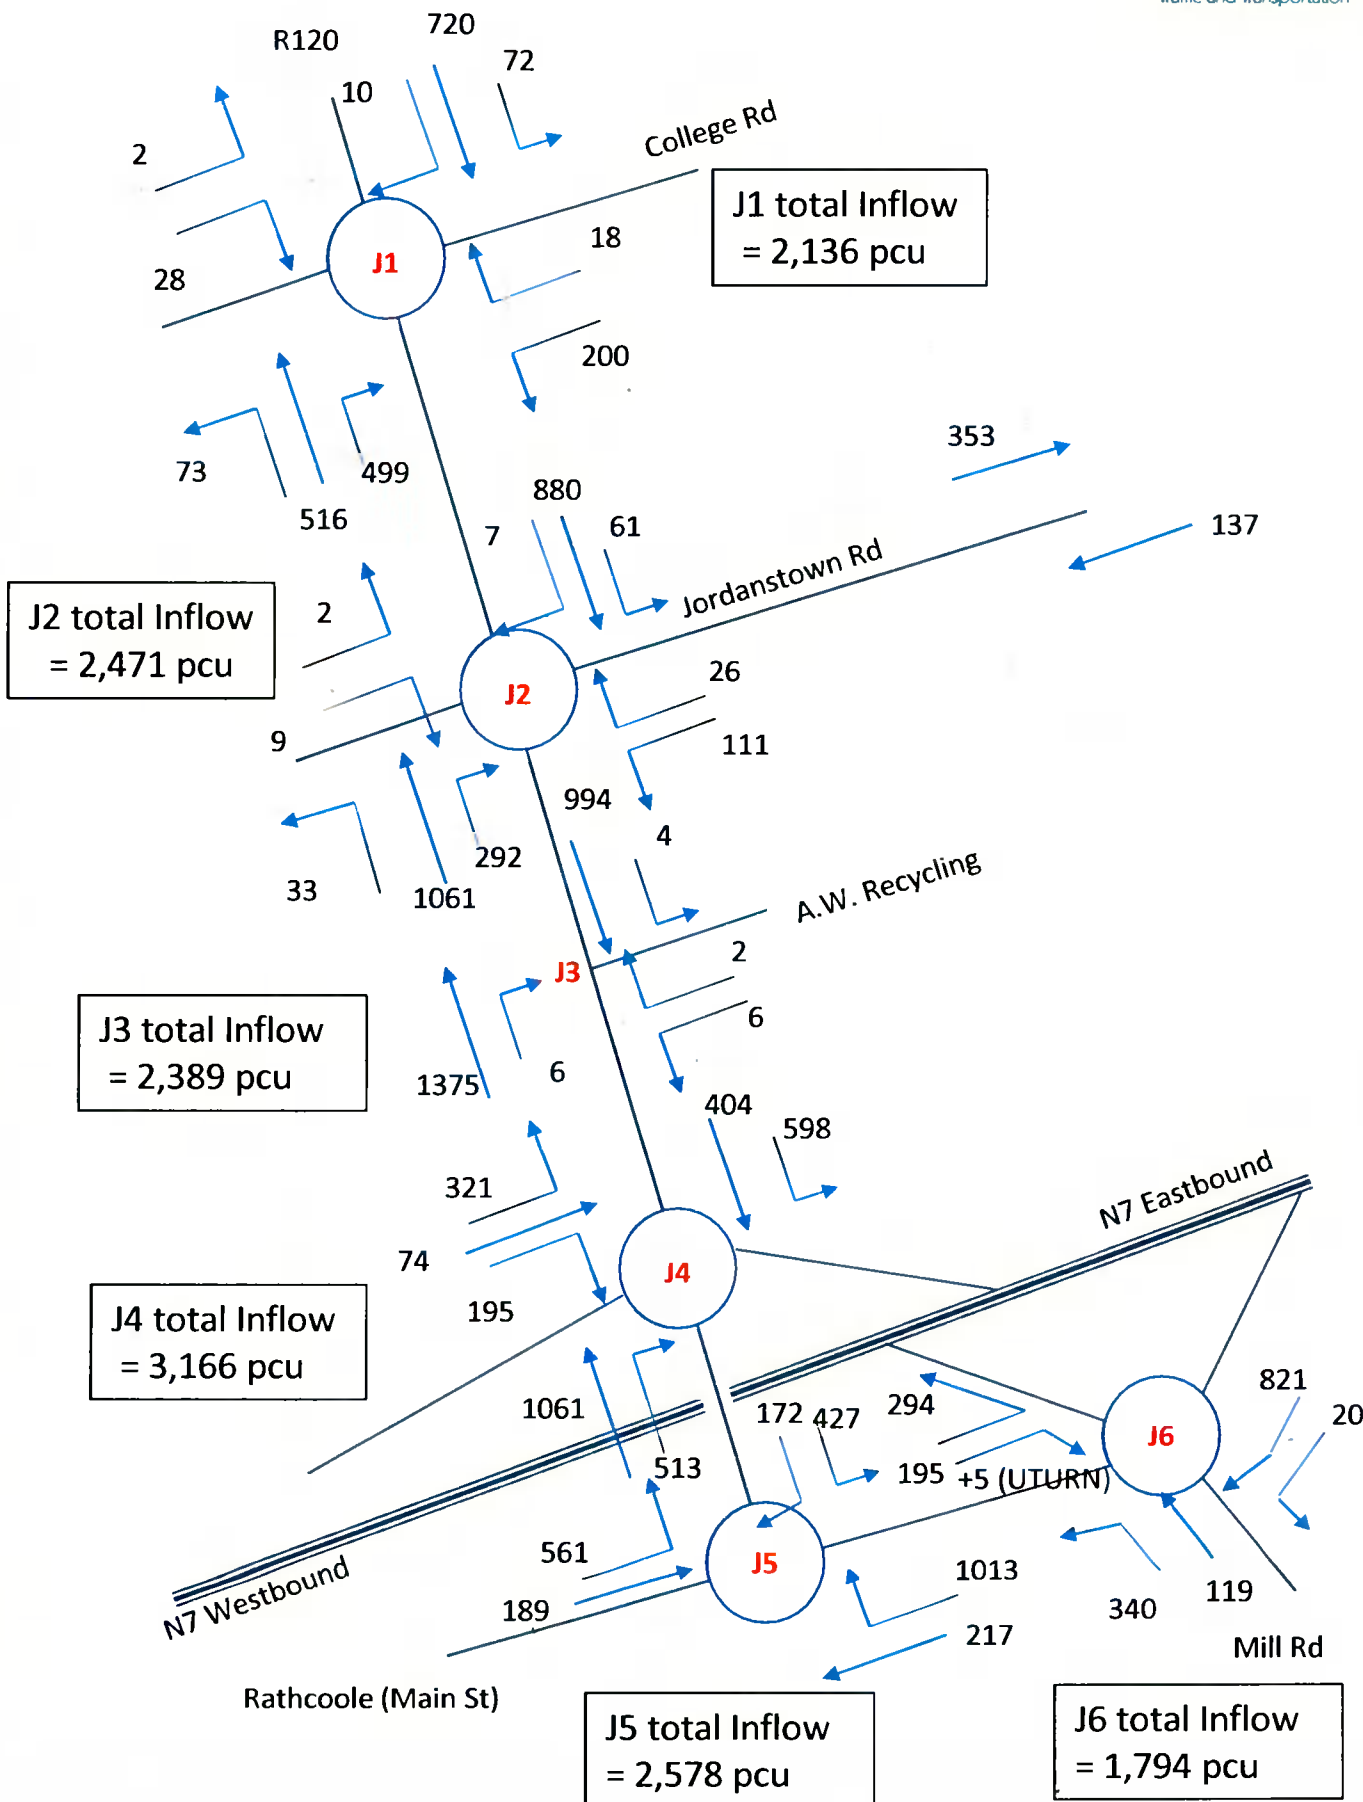 Traffic and Transportation
720
R120
72
10
College Rd
2
J1 total Inflow
= 2,136 pcu
18
J1
28
200
353
73
499
880
516
7
61
137
Jordanstown Rd
J2 total Inflow
= 2,471 pcu
2
26
J2
9
111
994
4
292
33
1061
A.W. Recycling
2
J3
6
J3 total Inflow
= 2,389 pcu
1375
6
404
598
321
N7 Eastbound
74
J4
195
J4 total Inflow
= 3,166 pcu
821
1061
172
427
294
20
J6
513
195
+5 (UTURN)
561
J5
1013
N7 Westbound
189
340
119
217
Mill Rd
Rathcoole (Main St)
J5 total Inflow
= 2,578 pcu
J6 total Inflow
= 1,794 pcu